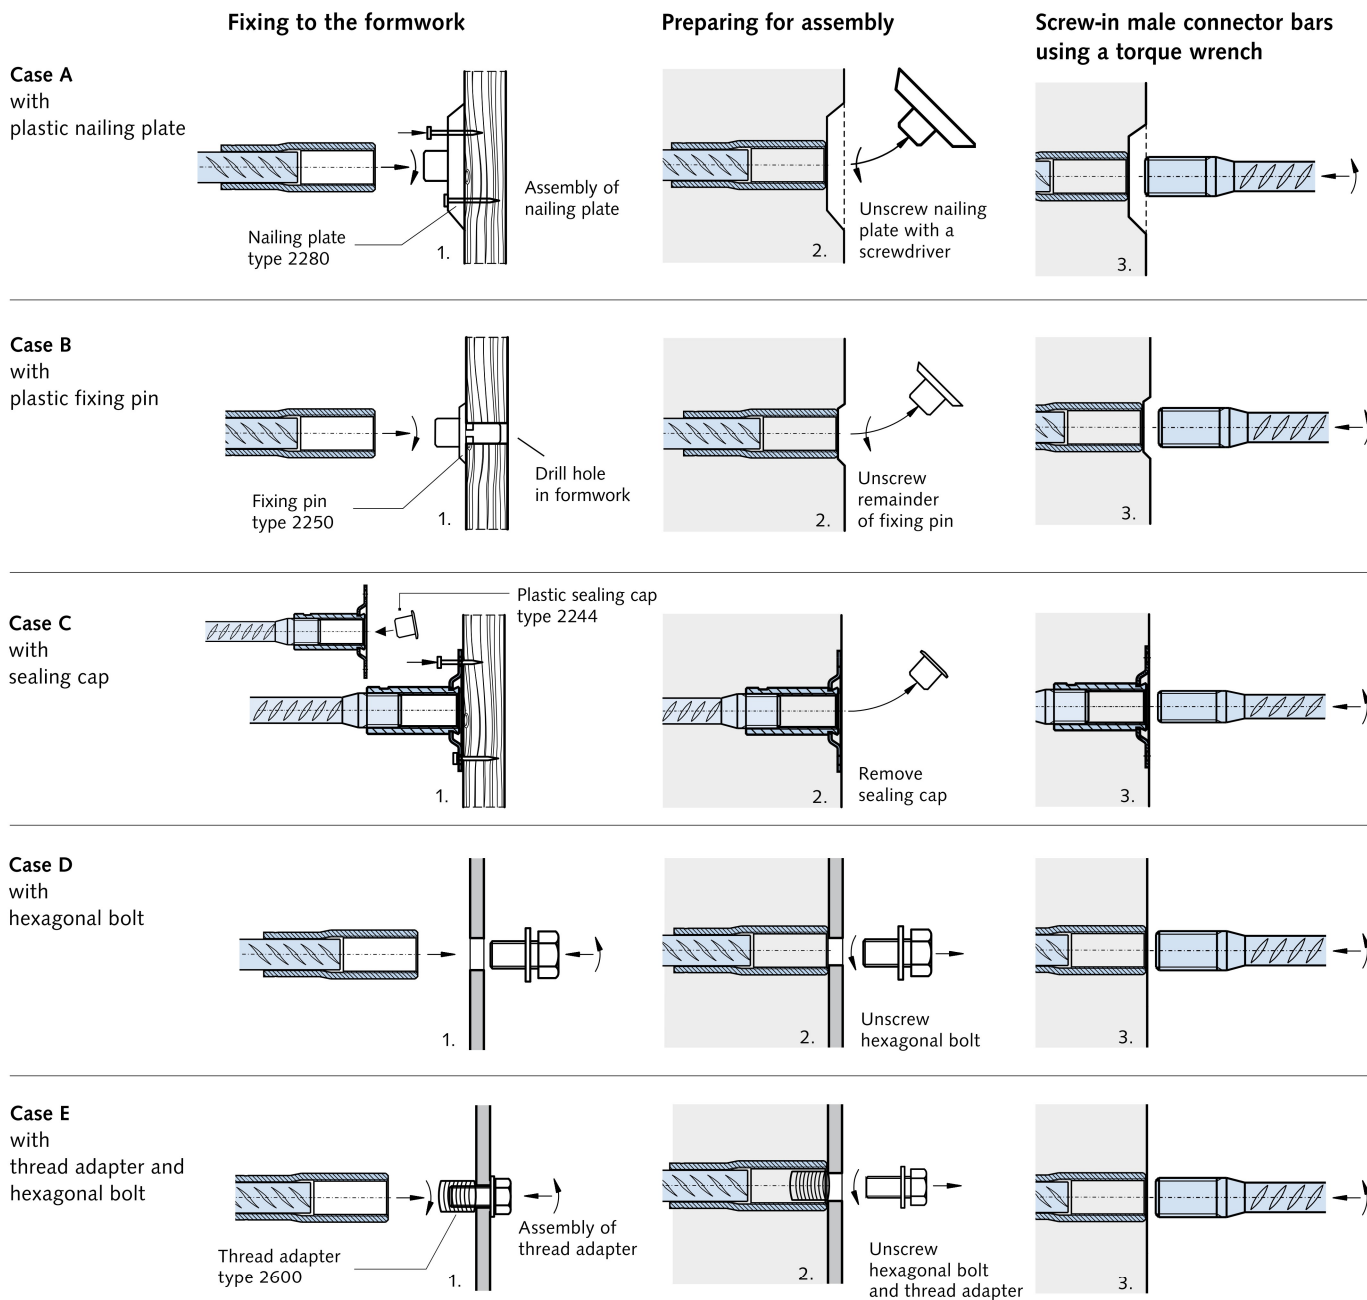 Fixing to the formwork
Preparing for assembly
Screw-in male connector bars
using a torque wrench
Case A
with
plastic nailing plate
Nailing plate
type 2280
1.
Assembly of
nailing plate
2.
Unscrew nailing
plate with a
screwdriver
3.
Case B
with
plastic fixing pin
Fixing pin
type 2250
1.
Drill hole
in formwork
2.
Unscrew
remainder
of fixing pin
3.
Case C
with
sealing cap
Plastic sealing cap
type 2244
1.
2.
Remove
sealing cap
3.
Case D
with
hexagonal bolt
1.
2.
Unscrew
hexagonal bolt
3.
Case E
with
thread adapter and
hexagonal bolt
Thread adapter
type 2600
1.
Assembly of
thread adapter
2.
Unscrew
hexagonal bolt
and thread adapter
3.